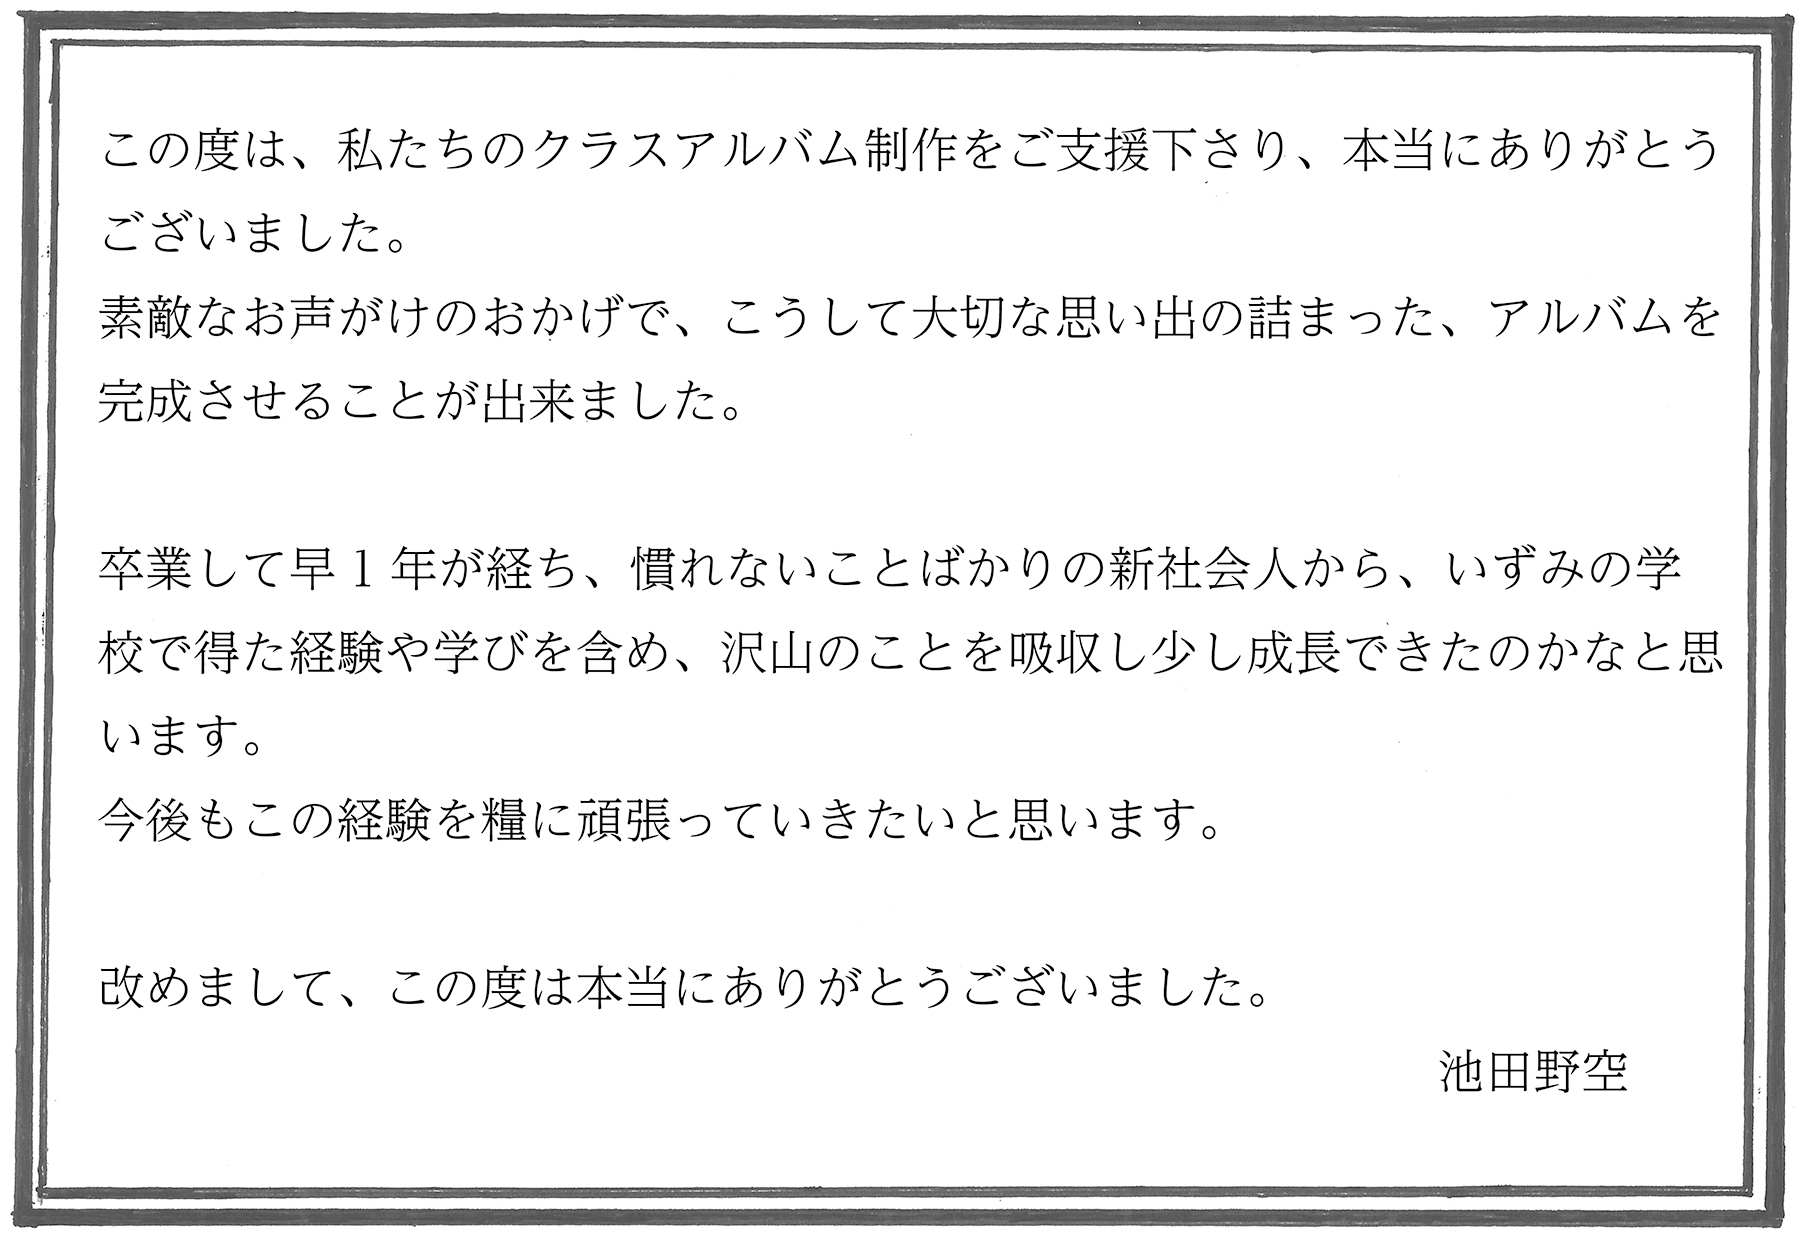 この度は、私たちのクラスアルバム制作をご支援下さり、本当にありがとう
ございました。
素敵なお声がけのおかげで、こうして大切な思い出の詰まった、アルバムを
完成させることが出来ました。
卒業して早1年が経ち、慣れないことばかりの新社会人から、いずみの学
校で得た経験や学びを含め、沢山のことを吸収し少し成長できたのかなと思
います。
今後もこの経験を糧に頑張っていきたいと思います。
改めまして、この度は本当にありがとうございました。
池田野空